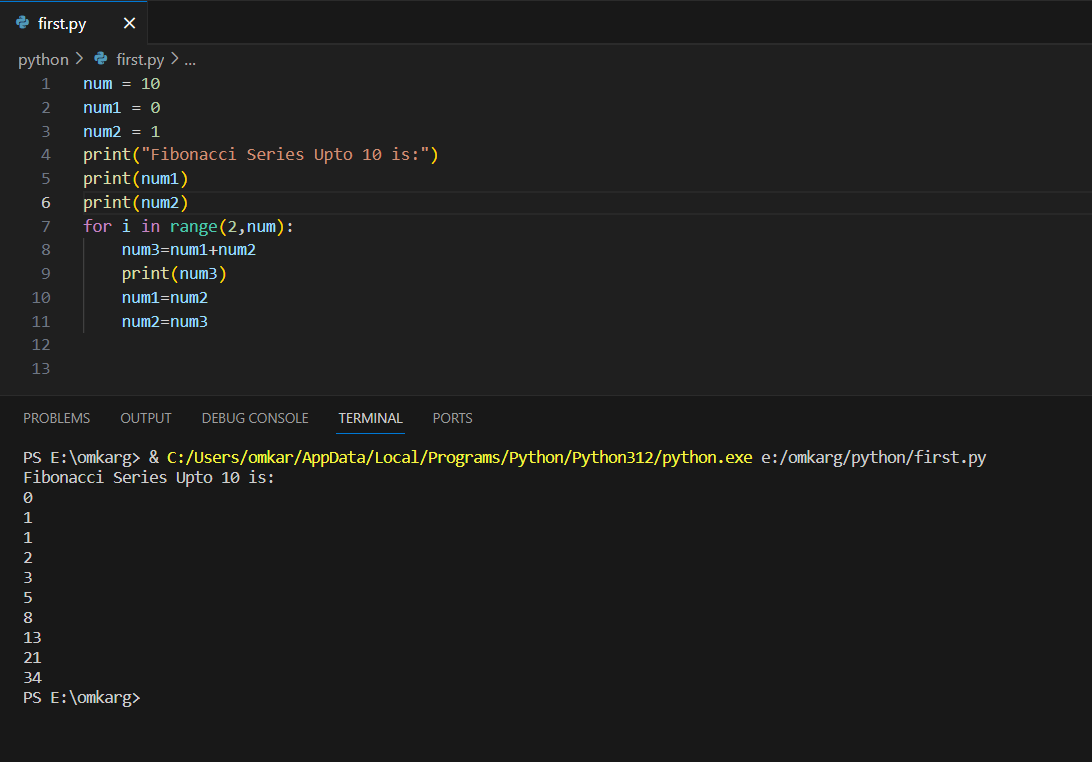 first.py
python > first.py > ...
1 num = 10
2 num1 = 0
3 num2 = 1
4 print("Fibonacci Series Upto 10 is:")
5 print(num1)
6 print(num2)
7 for i in range(2,num):
8     num3=num1+num2
9     print(num3)
10     num1=num2
11     num2=num3
12
13
PROBLEMS OUTPUT DEBUG CONSOLE TERMINAL PORTS
PS E:\omkarg> & C:/Users/omkar/AppData/Local/Programs/Python/Python312/python.exe e:/omkarg/python/first.py
Fibonacci Series Upto 10 is:
0
1
1
2
3
5
8
13
21
34
PS E:\omkarg>